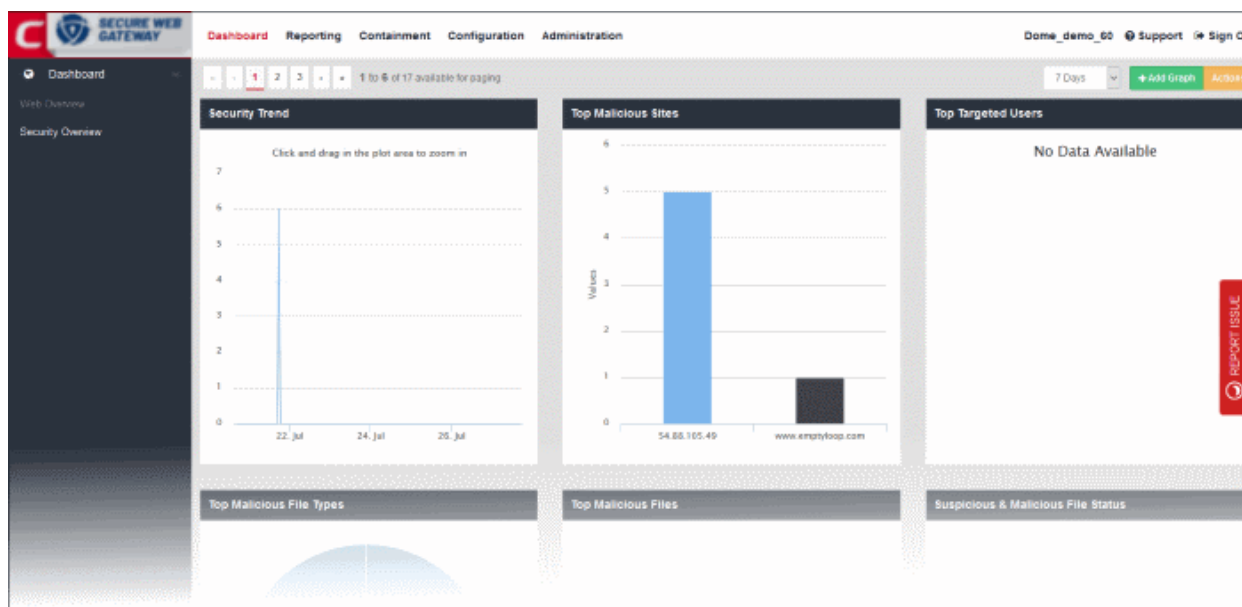 C SECURE WEB GATEWAY
Dashboard Reporting Containment Configuration Administration
Dome_demo_60 Support Sign O
Dashboard
Web Overview
Security Overview
1 2 3 1 to 6 of 17 available for paging
7 Days + Add Graph Action
Security Trend
Click and drag in the plot area to zoom in
7
6
5
4
3
2
1
0
22. Jul 24. Jul 26. Jul
Top Malicious Sites
6
5
4
3
2
1
0
Values
54.88.105.49 www.emptyloop.com
Top Targeted Users
No Data Available
REPORT ISSUE
Top Malicious File Types
Top Malicious Files
Suspicious & Malicious File Status